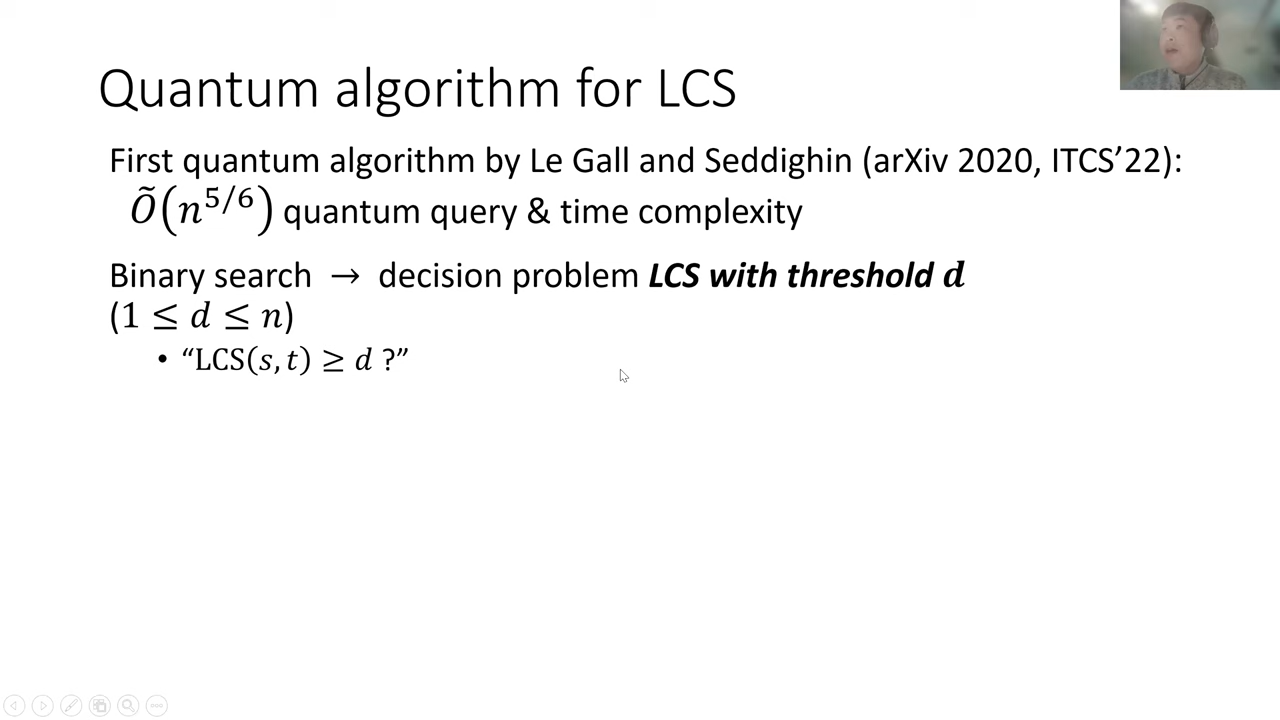 Quantum algorithm for LCS
First quantum algorithm by Le Gall and Seddighin (arXiv 2020, ITCS’22):
Õ(n^{5/6}) quantum query & time complexity
Binary search → decision problem LCS with threshold d
(1 ≤ d ≤ n)
• “LCS(s, t) ≥ d ?”